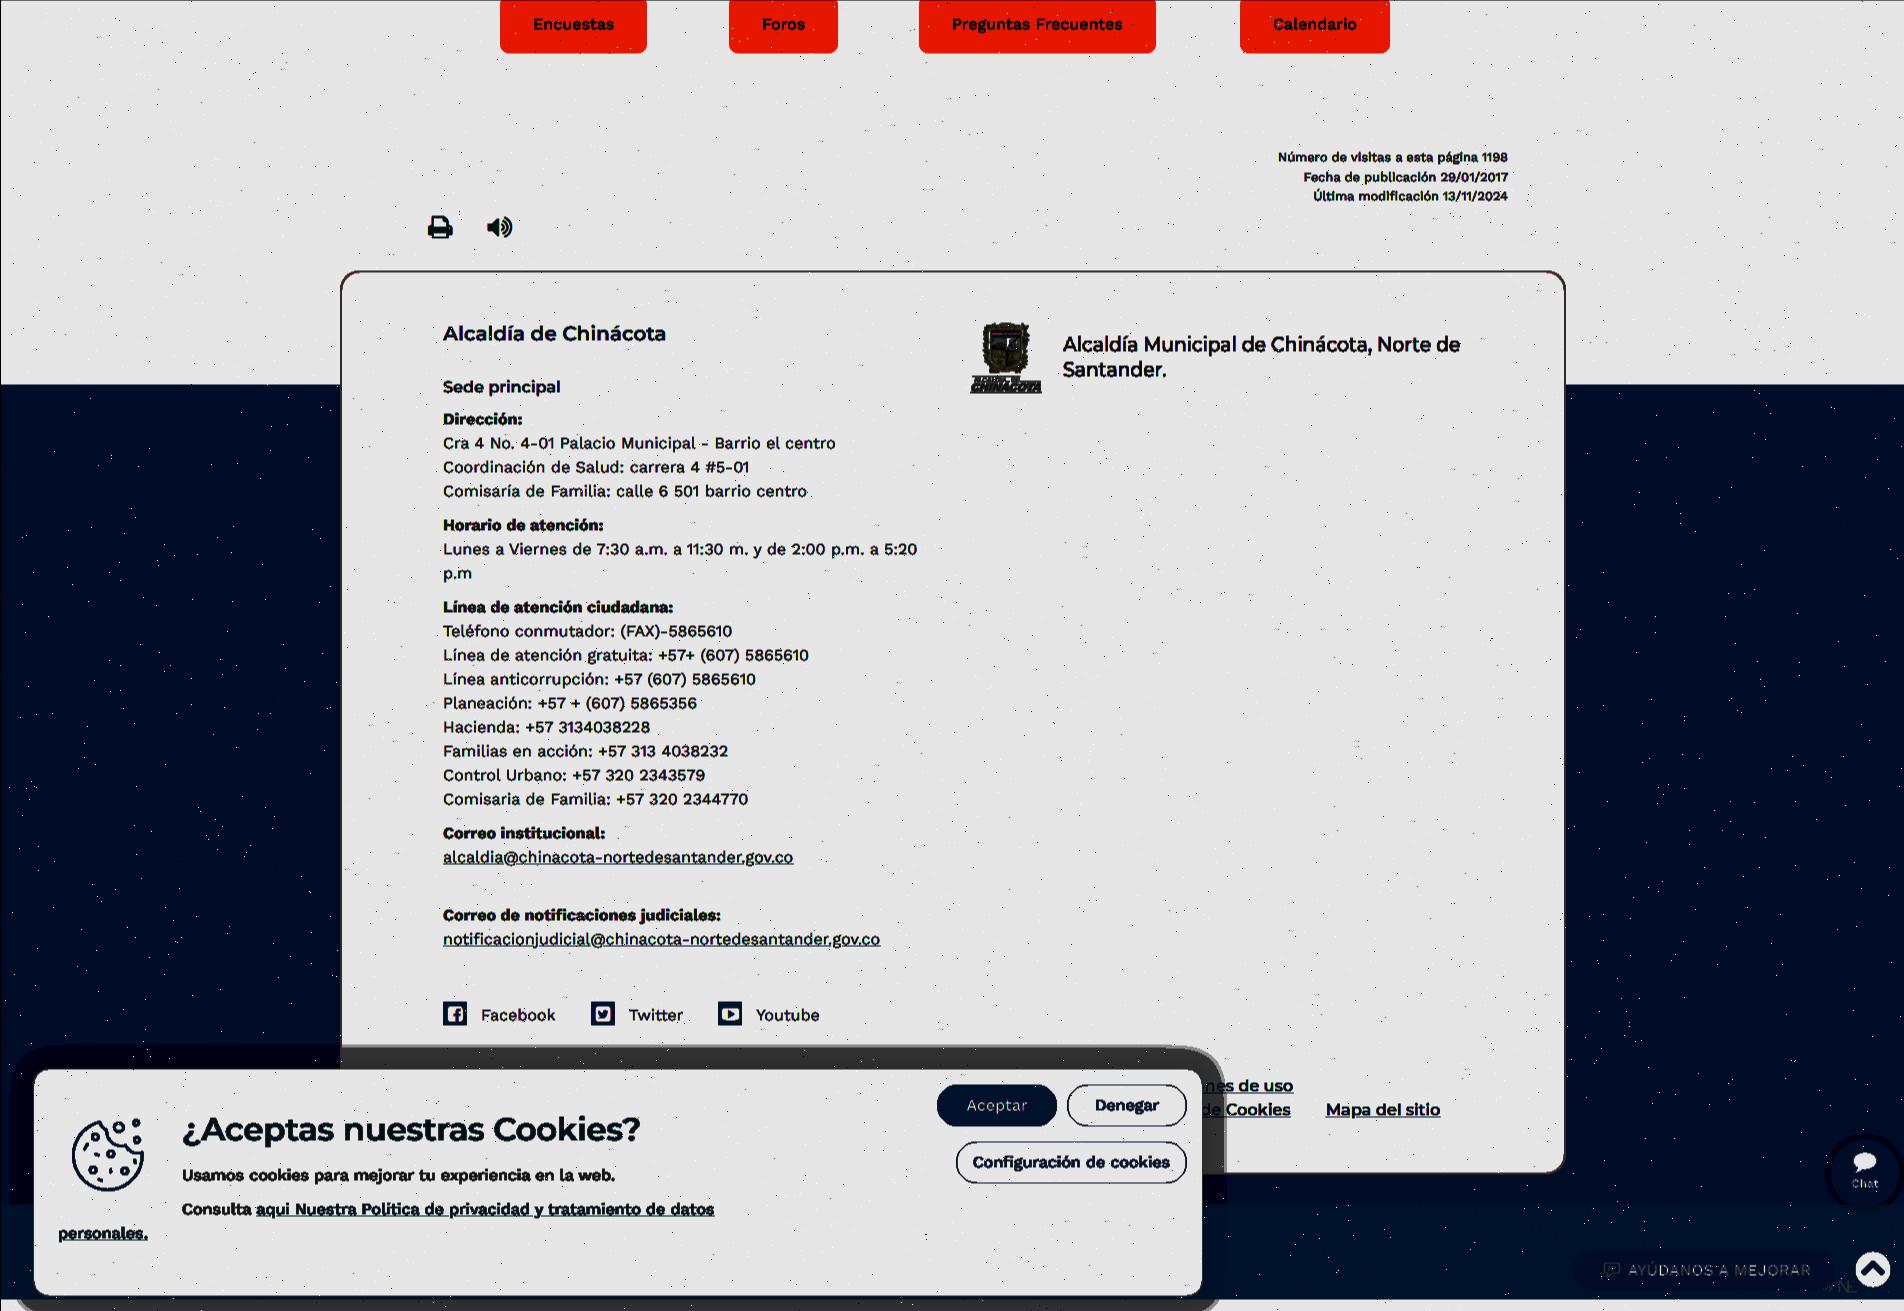 Encuestas
Foros
Preguntas Frecuentes
Calendario
Número de visitas a esta página 1198
Fecha de publicación 29/01/2017
Última modificación 13/11/2024
Alcaldía de Chinácota
Sede principal
Dirección:
Cra 4 No. 4-01 Palacio Municipal - Barrio el centro
Coordinación de Salud: carrera 4 #5-01
Comisaría de Familia: calle 6 501 barrio centro
Horario de atención:
Lunes a Viernes de 7:30 a.m. a 11:30 m. y de 2:00 p.m. a 5:20
p.m
Línea de atención ciudadana:
Teléfono conmutador: (FAX)-5865610
Línea de atención gratuita: +57+ (607) 5865610
Línea anticorrupción: +57 (607) 5865610
Planeación: +57 + (607) 5865356
Hacienda: +57 3134038228
Familias en acción: +57 313 4038232
Control Urbano: +57 320 2343579
Comisaria de Familia: +57 320 2344770
Correo institucional:
alcaldia@chinacota-nortedesantander.gov.co
Correo de notificaciones judiciales:
notificacionjudicial@chinacota-nortedesantander.gov.co
Facebook
Twitter
Youtube
CHINÁCOTA
Alcaldía Municipal de Chinácota, Norte de
Santander.
nes de uso
de Cookies
Mapa del sitio
¿Aceptas nuestras Cookies?
Usamos cookies para mejorar tu experiencia en la web.
Consulta aqui Nuestra Política de privacidad y tratamiento de datos
personales.
Aceptar
Denegar
Configuración de cookies
Chat
AYÚDANOS A MEJORAR